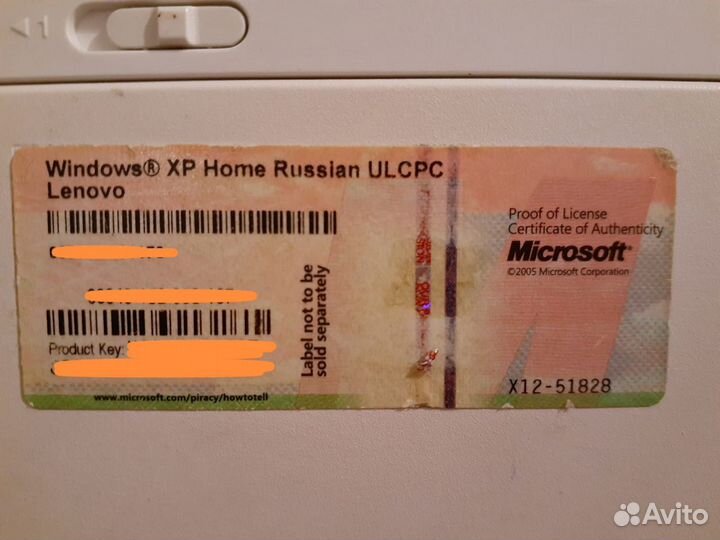 1
Windows® XP Home Russian ULCPC
Lenovo
Proof of License
Certificate of Authenticity
Microsoft®
©2005 Microsoft Corporation
Label not to be
sold separately
Product Key:
www.microsoft.com/piracy/howtotell
X12-51828
Avito